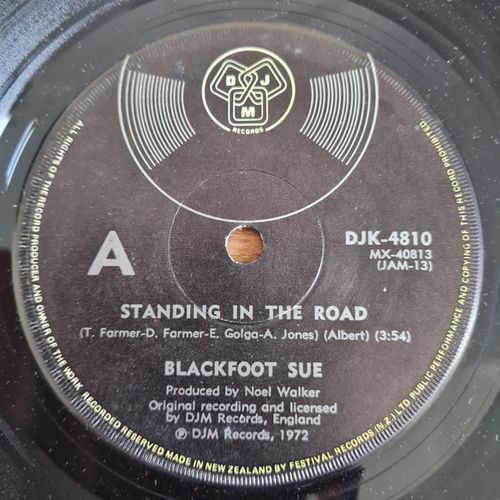 D J
M
RECORDS
A
DJK-4810
MX-40813
(JAM-13)
STANDING IN THE ROAD
(T. Farmer-D. Farmer-E. Golga-A. Jones) (Albert) (3:54)
BLACKFOOT SUE
Produced by Noel Walker
Original recording and licensed
by DJM Records, England
℗ DJM Records, 1972
ALL RIGHTS OF THE RECORD PRODUCER AND OWNER OF THE WORK RECORDED RESERVED MADE IN NEW ZEALAND BY FESTIVAL RECORDS (N.Z.) LTD PUBLIC PERFORMANCE AND COPYING OF THIS RECORD PROHIBITED